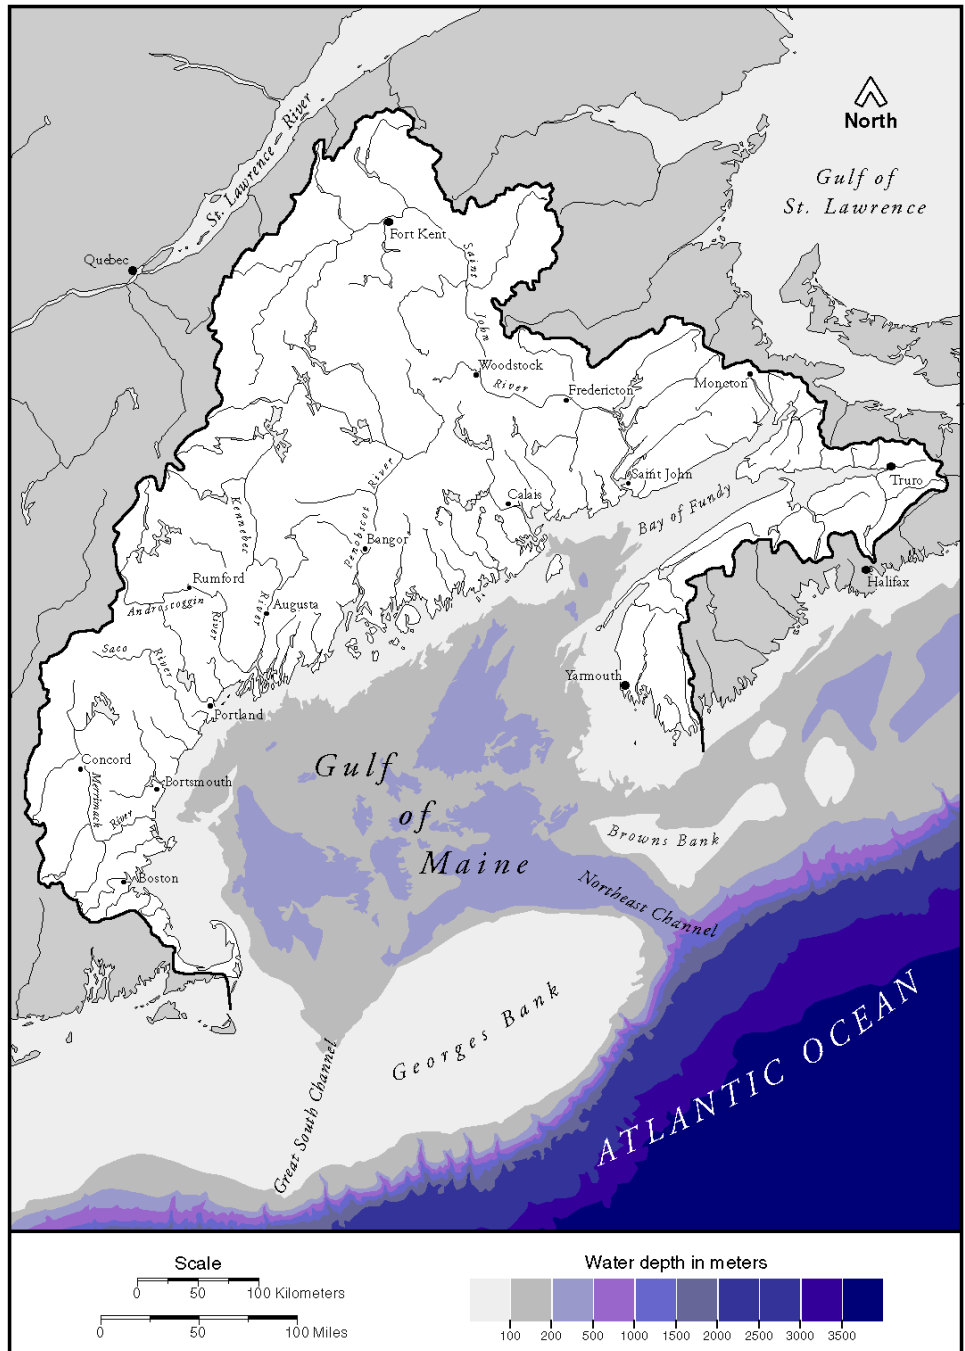 North
Gulf of
St. Lawrence
St. Lawrence River
Quebec
Fort Kent
Saint John River
Woodstock
Fredericton
Moncton
Saint John
Truro
Calais
Bay of Fundy
Kennebec River
Penobscot River
Bangor
Halifax
Rumford
Androscoggin River
Augusta
Saco River
Yarmouth
Portland
Gulf
of
Maine
Concord
Merrimack River
Portsmouth
Browns Bank
Boston
Northeast Channel
Georges Bank
Great South Channel
ATLANTIC OCEAN
Scale
0 50 100 Kilometers
0 50 100 Miles
Water depth in meters
100 200 500 1000 1500 2000 2500 3000 3500